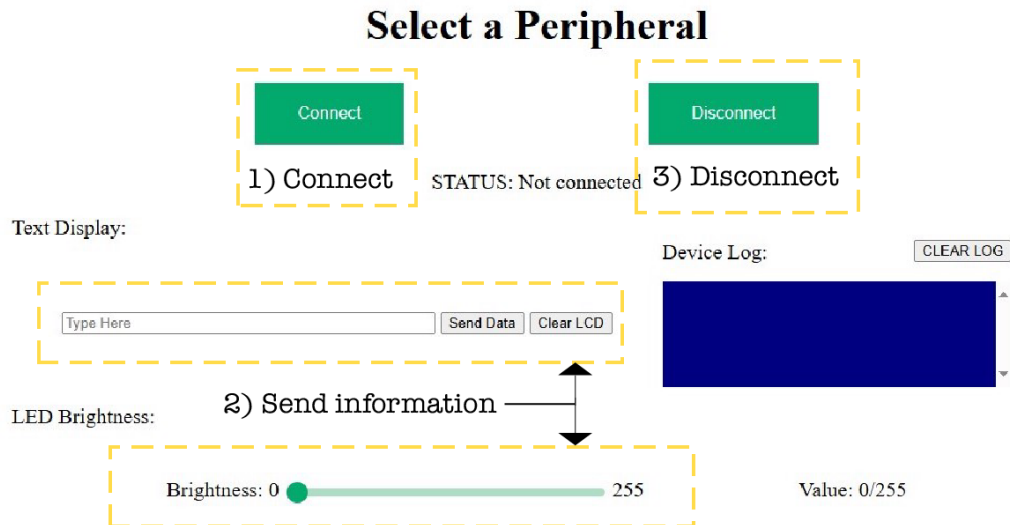 Select a Peripheral
Connect
Disconnect
1) Connect
STATUS: Not connected
3) Disconnect
Text Display:
Device Log:
CLEAR LOG
Type Here
Send Data
Clear LCD
2) Send information
LED Brightness:
Brightness: 0
255
Value: 0/255